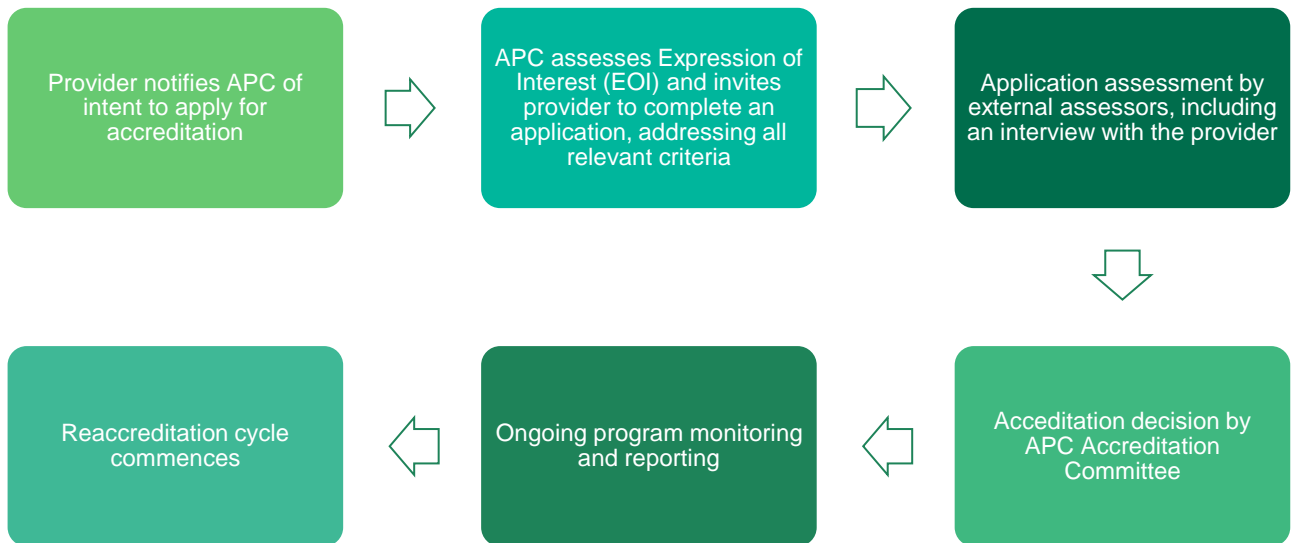 Provider notifies APC of
intent to apply for
accreditation
APC assesses Expression of
Interest (EOI) and invites
provider to complete an
application, addressing all
relevant criteria
Application assessment by
external assessors, including
an interview with the provider
Acceditation decision by
APC Accreditation
Committee
Ongoing program monitoring
and reporting
Reaccreditation cycle
commences